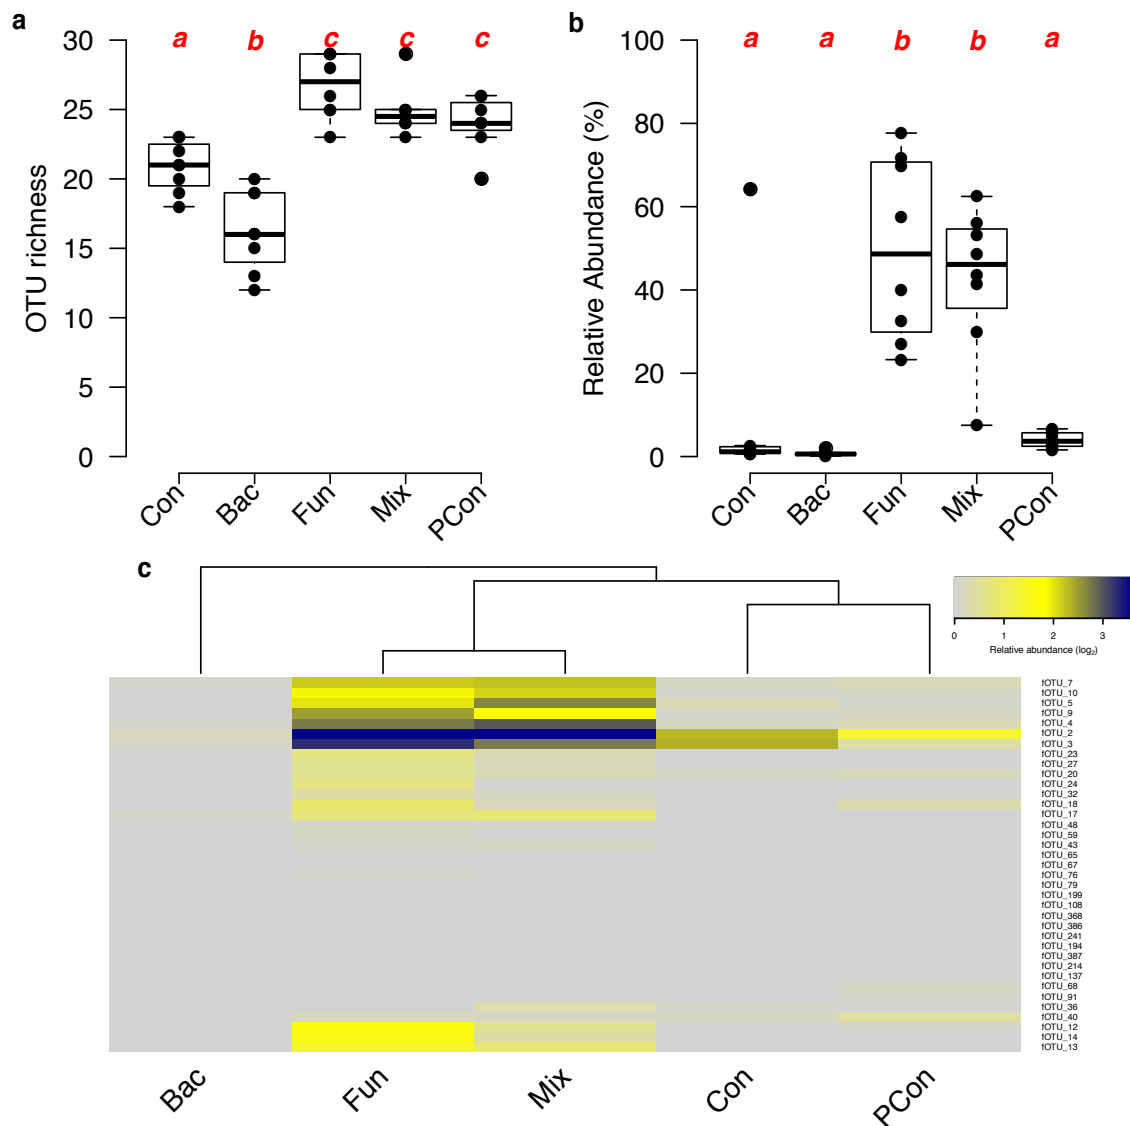 a
30
25
20
15
10
5
0
OTU richness
a b c c c
Con Bac Fun Mix PCon
b
100
80
60
40
20
0
Relative Abundance (%)
a a b b a
Con Bac Fun Mix PCon
c
0 1 2 3
Relative abundance (log2)
fOTU_7
fOTU_10
fOTU_5
fOTU_9
fOTU_4
fOTU_2
fOTU_3
fOTU_23
fOTU_27
fOTU_20
fOTU_24
fOTU_32
fOTU_18
fOTU_17
fOTU_48
fOTU_59
fOTU_43
fOTU_65
fOTU_67
fOTU_76
fOTU_79
fOTU_199
fOTU_108
fOTU_368
fOTU_386
fOTU_241
fOTU_194
fOTU_387
fOTU_214
fOTU_137
fOTU_68
fOTU_91
fOTU_36
fOTU_40
fOTU_12
fOTU_14
fOTU_13
Bac Fun Mix Con PCon